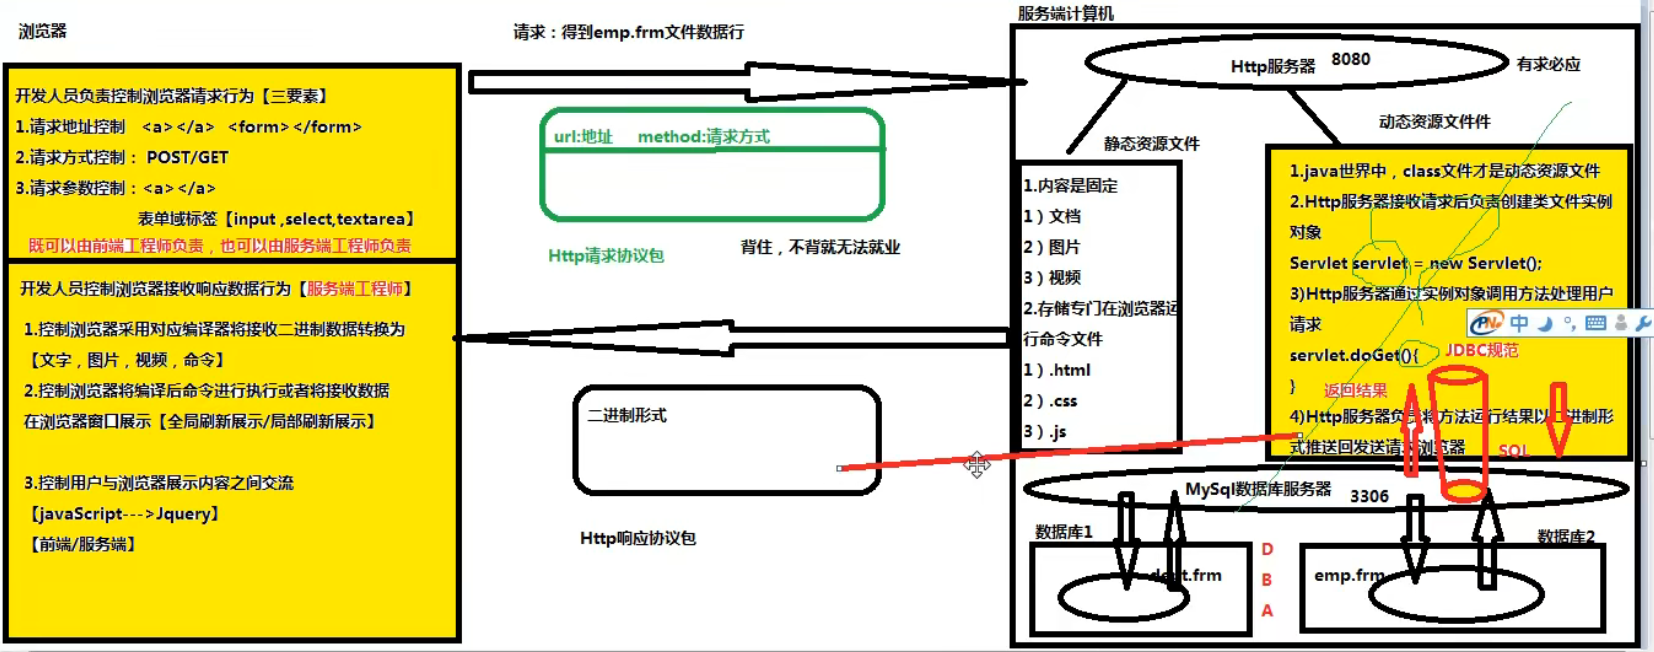 浏览器
开发人员负责控制浏览器请求行为【三要素】
1.请求地址控制 <a></a> <form></form>
2.请求方式控制： POST/GET
3.请求参数控制：<a></a>
表单域标签【input ,select,textarea】
既可以由前端工程师负责，也可以由服务端工程师负责
开发人员控制浏览器接收响应数据行为【服务端工程师】
1.控制浏览器采用对应编译器将接收二进制数据转换为
【文字，图片，视频，命令】
2.控制浏览器将编译后命令进行执行或者将接收数据
在浏览器窗口展示【全局刷新展示/局部刷新展示】
3.控制用户与浏览器展示内容之间交流
【javaScript--->Jquery】
【前端/服务端】
请求：得到emp.frm文件数据行
url:地址 method:请求方式
Http请求协议包
背住，不背就无法就业
二进制形式
Http响应协议包
服务端计算机
Http服务器 8080
有求必应
静态资源文件
1.内容是固定
1）文档
2）图片
3）视频
2.存储专门在浏览器运
行命令文件
1）.html
2）.css
3）.js
动态资源文件件
1.java世界中，class文件才是动态资源文件
2.Http服务器接收请求后负责创建类文件实例
对象
Servlet servlet = new Servlet();
3)Http服务器通过实例对象调用方法处理用户
请求
servlet.doGet(){
}
4)Http服务器负责将方法运行结果以二进制形
式推送回发送请求浏览器
中
JDBC规范
返回结果
SQL
MySql数据库服务器 3306
数据库1
dept.frm
D
B
A
数据库2
emp.frm